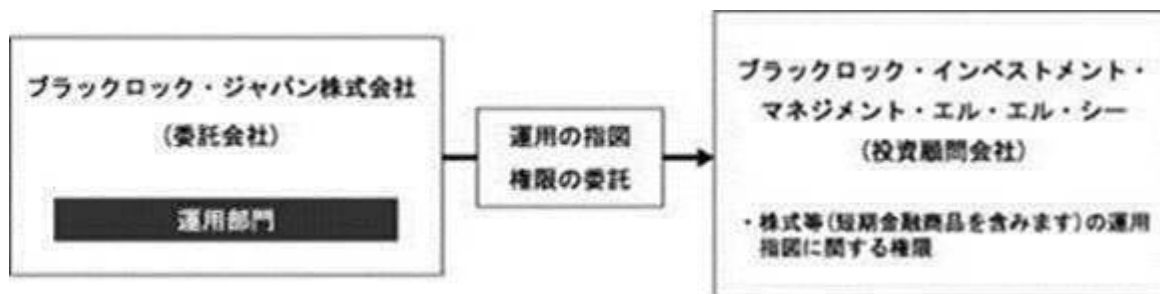 ブラックロック・ジャパン株式会社
(委託会社)
運用部門
運用の指図
権限の委託
ブラックロック・インベストメント・
マネジメント・エル・エル・シー
(投資顧問会社)
・株式等(短期金融商品を含みます)の運用
指図に関する権限